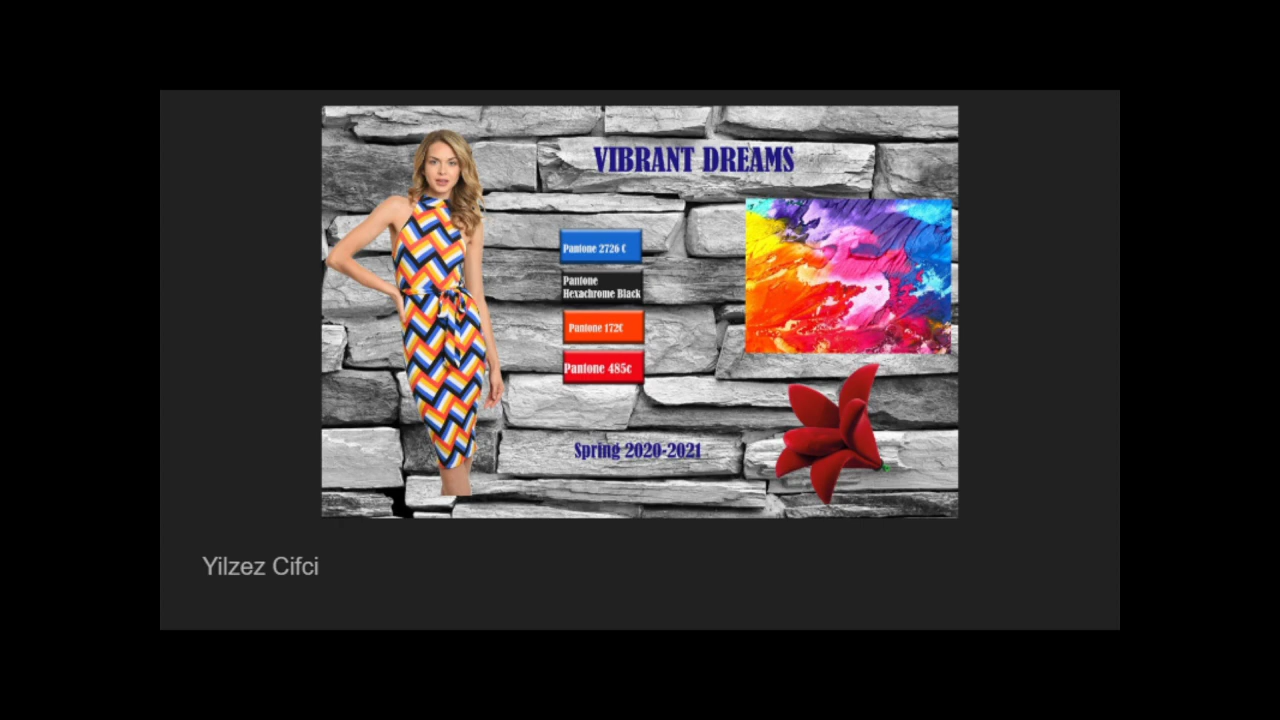 VIBRANT DREAMS
Pantone 2726 C
Pantone
Hexachrome Black
Pantone 172C
Pantone 485c
Spring 2020-2021
Yilzez Cifci